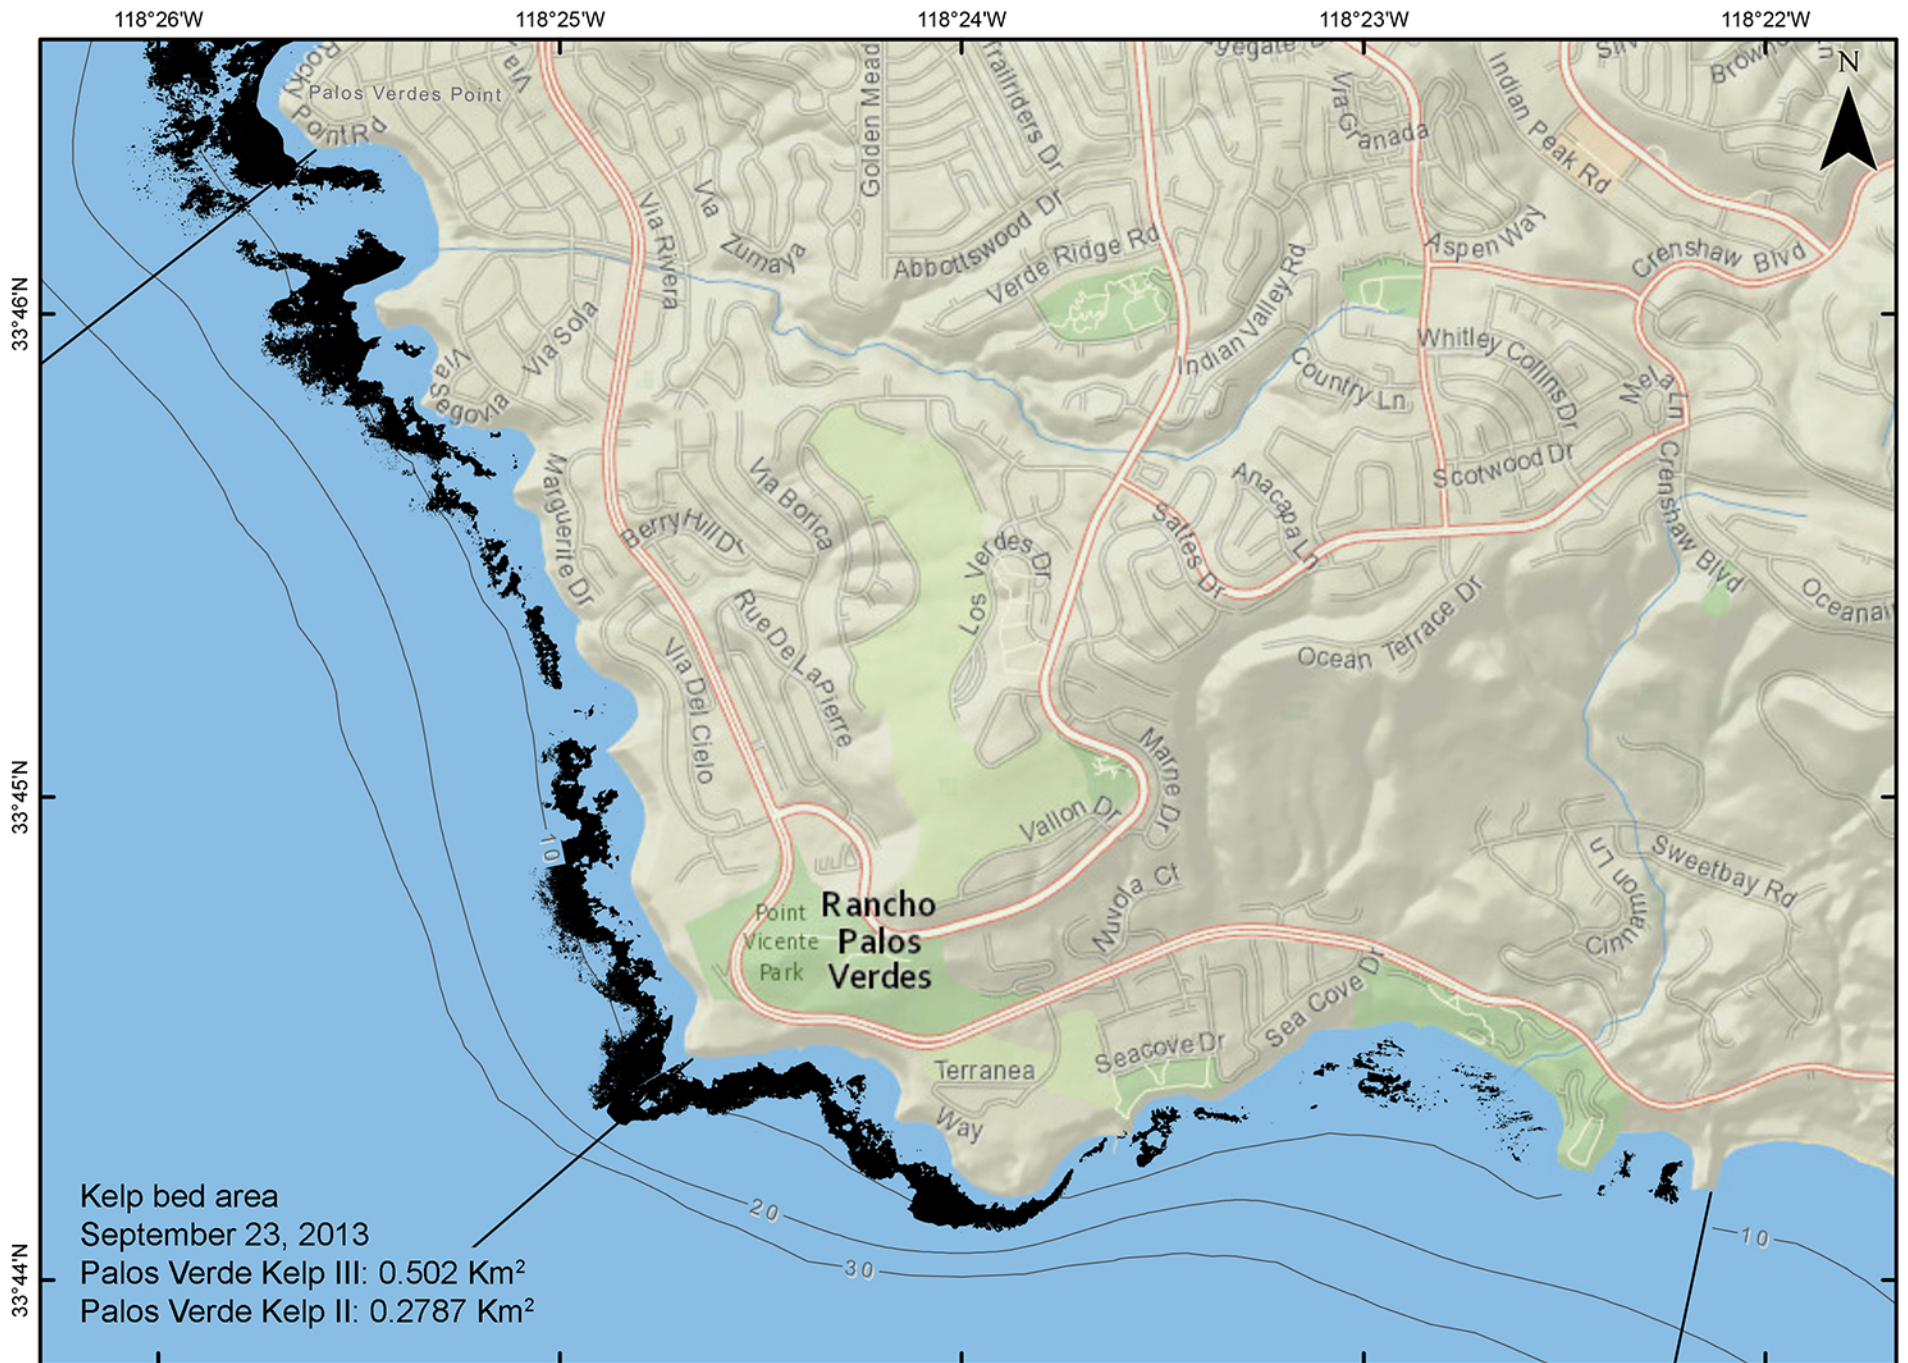 118°26'W
118°25'W
118°24'W
118°23'W
118°22'W
N
33°46'N
33°45'N
33°44'N
Rocky
Point Rd
Palos Verdes Point
Via
Golden Mead
Trailriders Dr
Via Granada
Indian Peak Rd
Via Rivera
Via
Zumaya
Abbottswood Dr
Verde Ridge Rd
Indian Valley Rd
Aspen Way
Crenshaw Blvd
Via Sola
Via Segovia
Whitley Collins Dr
Country Ln
Mela Ln
Marguerite Dr
Berry Hill Dr
Via Borica
Los Verdes Dr
Salles Dr
Anacapa Ln
Scotwood Dr
Crenshaw Blvd
Oceanair
Ocean Terrace Dr
Rue De La Pierre
Via Del Cielo
Marne Dr
Vallon Dr
Nuvola Ct
Cinnamon Ln
Sweetbay Rd
Point
Vicente
Park
Rancho
Palos
Verdes
Sea Cove Dr
Seacove Dr
Terranea
Way
10
20
30
10
Kelp bed area
September 23, 2013
Palos Verde Kelp III: 0.502 Km²
Palos Verde Kelp II: 0.2787 Km²